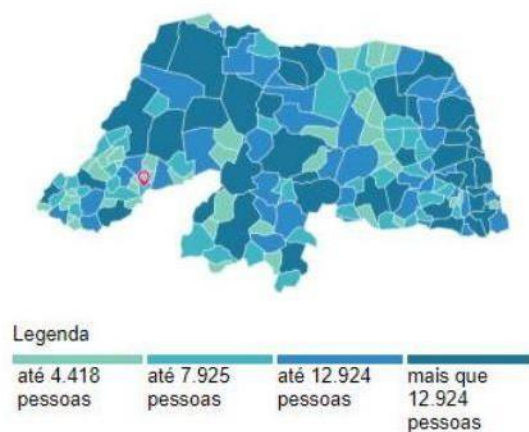 Legenda
até 4.418
pessoas
até 7.925
pessoas
até 12.924
pessoas
mais que
12.924
pessoas